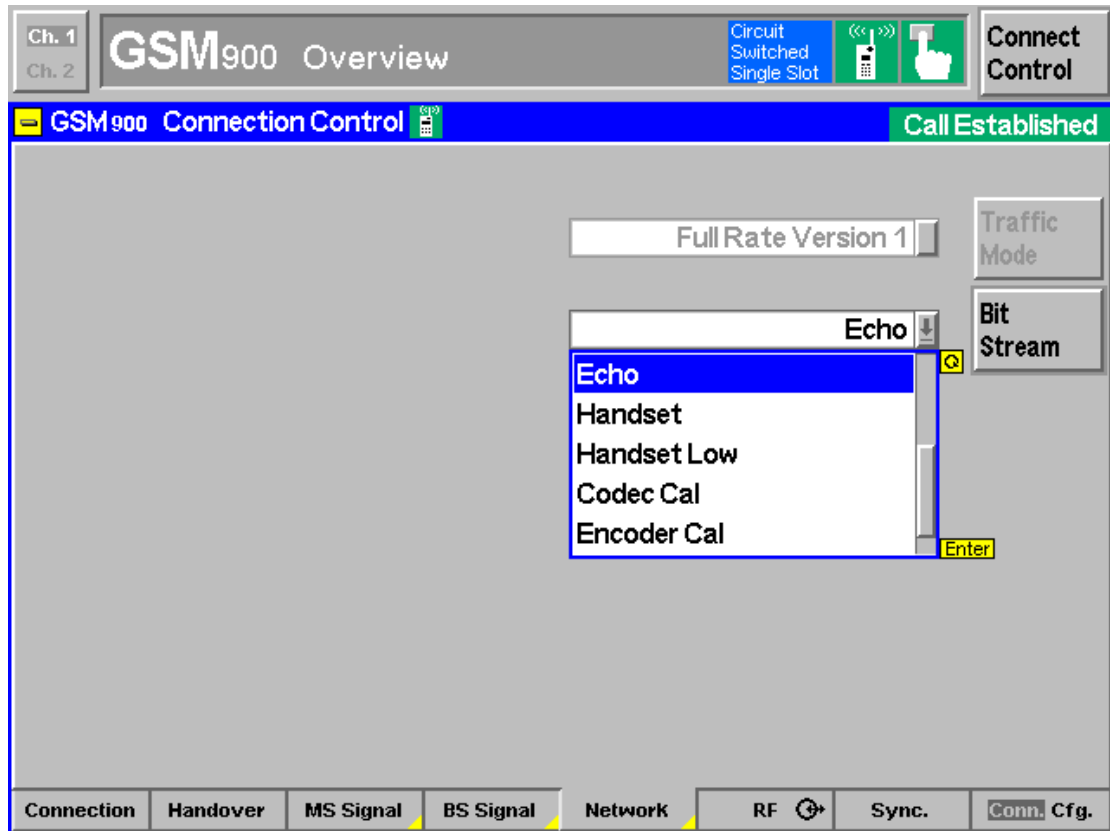 Ch. 1
Ch. 2
GSM900 Overview
Circuit
Switched
Single Slot
Connect
Control
GSM 900 Connection Control
Call Established
Full Rate Version 1
Traffic
Mode
Echo
Bit
Stream
Echo
Handset
Handset Low
Codec Cal
Encoder Cal
Enter
Connection
Handover
MS Signal
BS Signal
Network
RF
Sync.
Conn. Cfg.